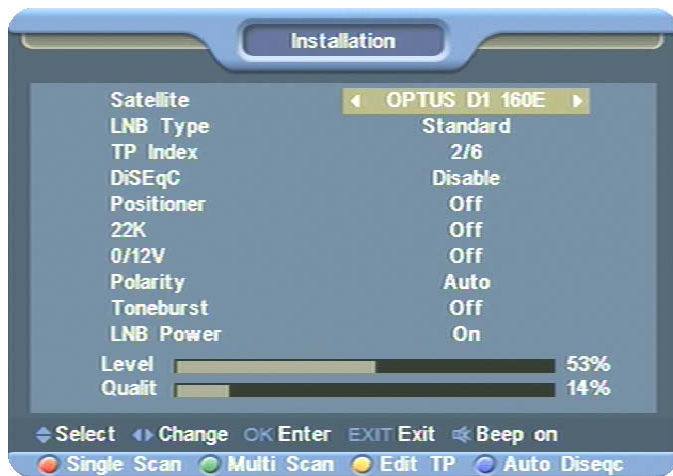 Installation
Satellite OPTUS D1 160E
LNB Type Standard
TP Index 2/6
DiSEqC Disable
Positioner Off
22K Off
0/12V Off
Polarity Auto
Toneburst Off
LNB Power On
Level 53%
Qualit 14%
Select Change OK Enter EXIT Exit Beep on
Single Scan Multi Scan Edit TP Auto Diseqc